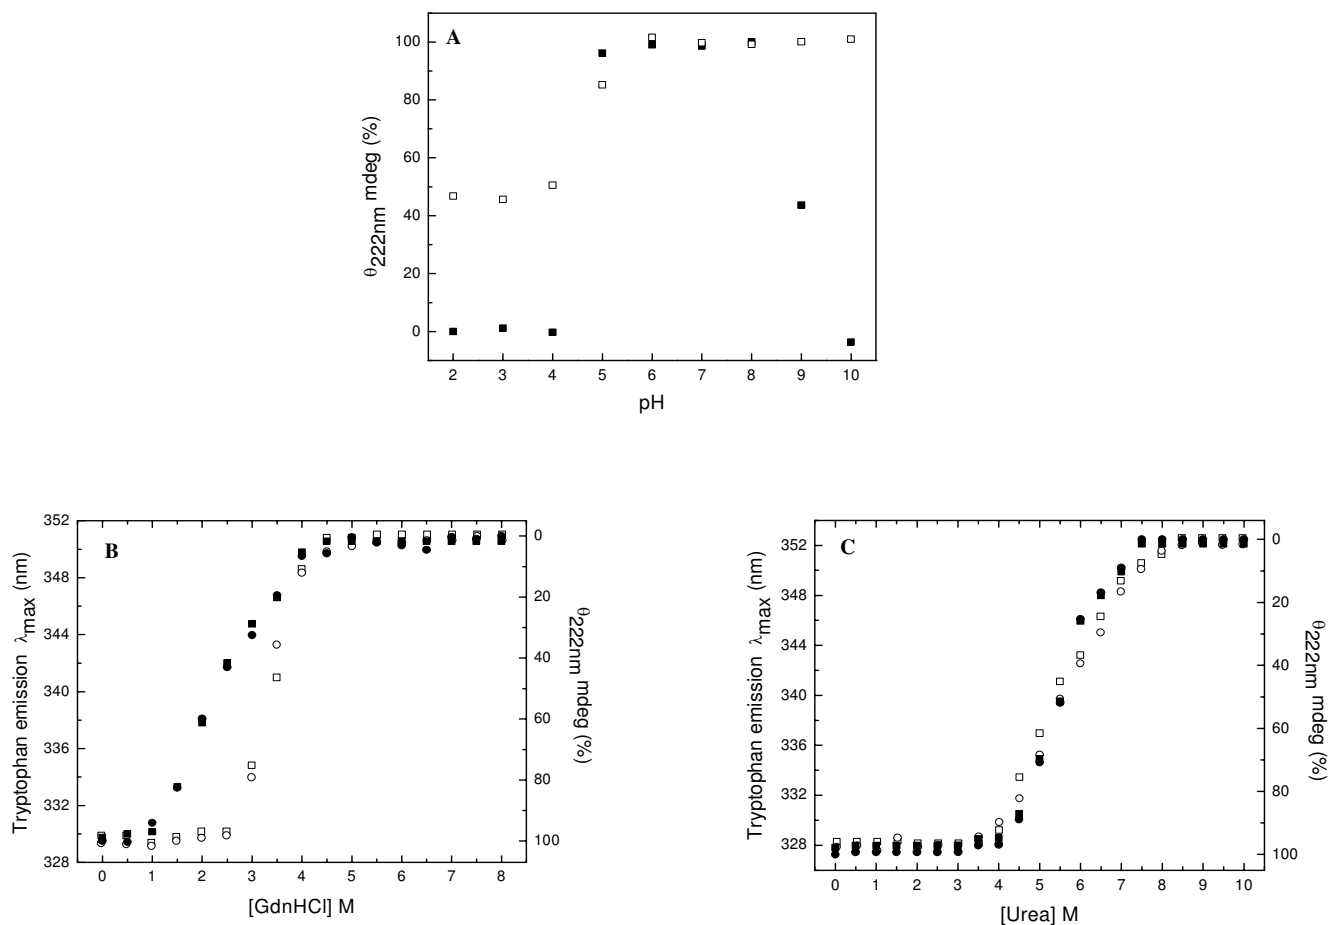 A
100
80
60
40
20
0
θ222nm mdeg (%)
2 3 4 5 6 7 8 9 10
pH
B
352
348
344
340
336
332
328
Tryptophan emission λmax (nm)
0
20
40
60
80
100
θ222nm mdeg (%)
0 1 2 3 4 5 6 7 8
[GdnHCl] M
C
352
348
344
340
336
332
328
Tryptophan emission λmax (nm)
0
20
40
60
80
100
θ222nm mdeg (%)
0 1 2 3 4 5 6 7 8 9 10
[Urea] M